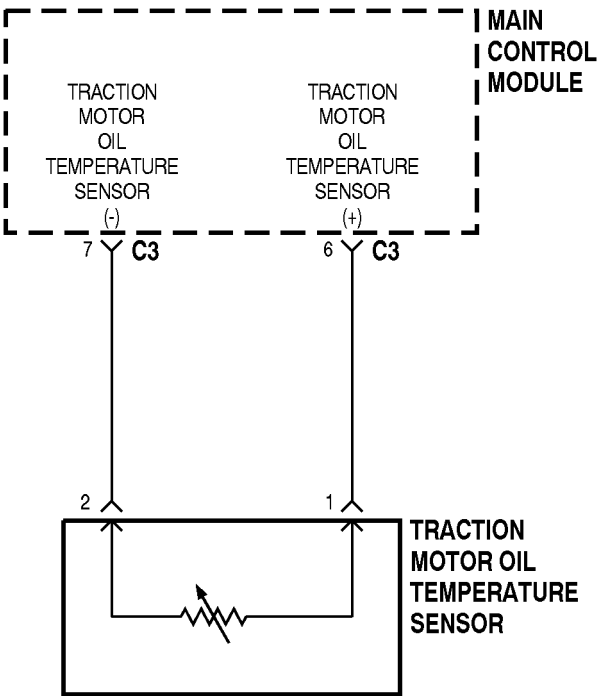 MAIN
CONTROL
MODULE
TRACTION
MOTOR
OIL
TEMPERATURE
SENSOR
(-)
TRACTION
MOTOR
OIL
TEMPERATURE
SENSOR
(+)
7 C3
6 C3
2
1
TRACTION
MOTOR OIL
TEMPERATURE
SENSOR